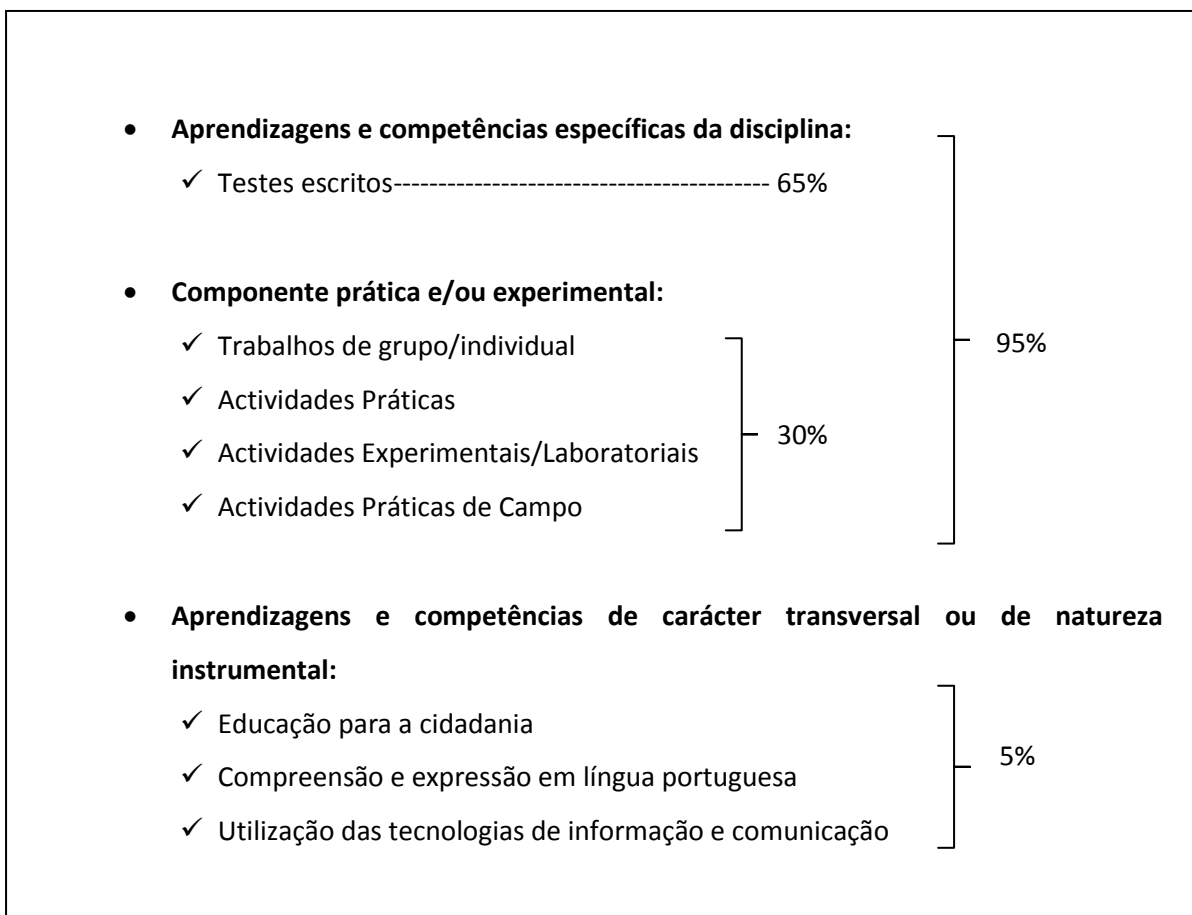 • Aprendizagens e competências específicas da disciplina:
✓ Testes escritos------------------------------------------ 65%
• Componente prática e/ou experimental:
✓ Trabalhos de grupo/individual
95%
✓ Actividades Práticas
30%
✓ Actividades Experimentais/Laboratoriais
✓ Actividades Práticas de Campo
• Aprendizagens e competências de carácter transversal ou de natureza
instrumental:
✓ Educação para a cidadania
5%
✓ Compreensão e expressão em língua portuguesa
✓ Utilização das tecnologias de informação e comunicação